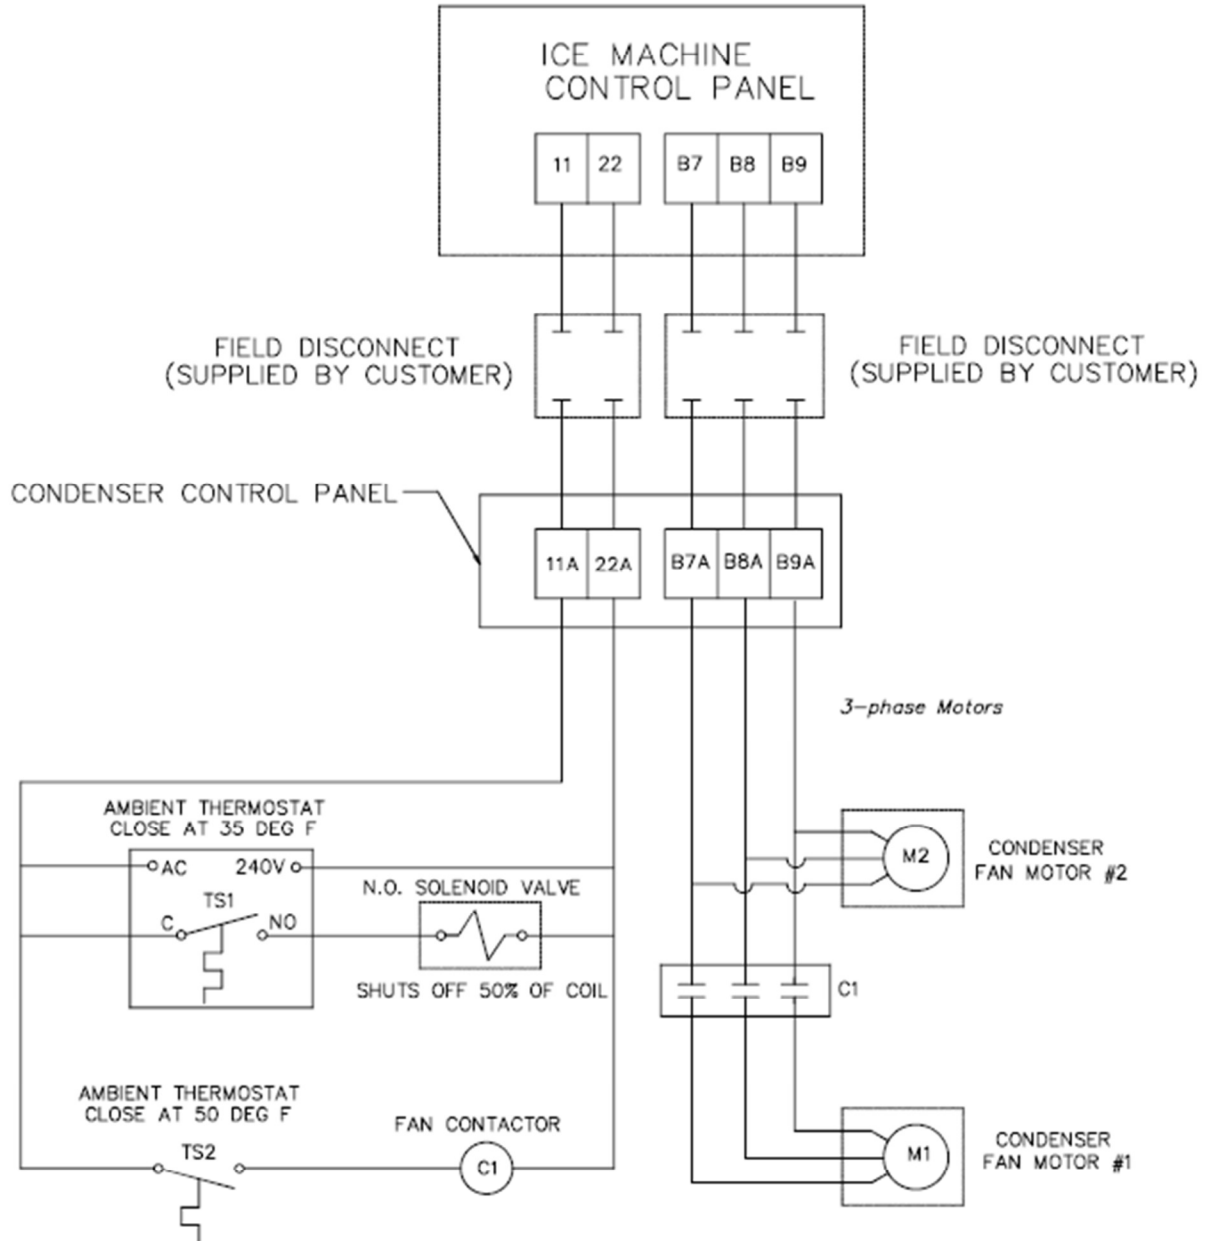 ICE MACHINE
CONTROL PANEL
11 22 B7 B8 B9
FIELD DISCONNECT
(SUPPLIED BY CUSTOMER)
FIELD DISCONNECT
(SUPPLIED BY CUSTOMER)
CONDENSER CONTROL PANEL
11A 22A B7A B8A B9A
3-phase Motors
AMBIENT THERMOSTAT
CLOSE AT 35 DEG F
AC 240V
TS1
C NO
N.O. SOLENOID VALVE
SHUTS OFF 50% OF COIL
M2
CONDENSER
FAN MOTOR #2
C1
AMBIENT THERMOSTAT
CLOSE AT 50 DEG F
TS2
FAN CONTACTOR
C1
M1
CONDENSER
FAN MOTOR #1